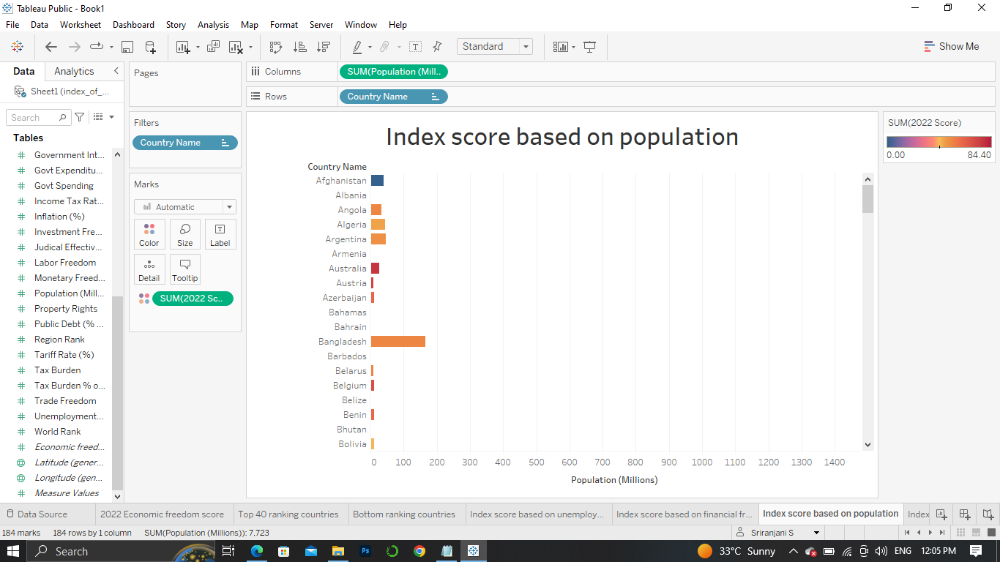 Tableau Public - Book1
File Data Worksheet Dashboard Story Analysis Map Format Server Window Help
Standard
Show Me
Data Analytics
Sheet1 (index_of_...
Search
Tables
Government Int...
Govt Expenditu...
Govt Spending
Income Tax Rat...
Inflation (%)
Investment Fre...
Judical Effectiv...
Labor Freedom
Monetary Freed...
Population (Mill...
Property Rights
Public Debt (% ...
Region Rank
Tariff Rate (%)
Tax Burden
Tax Burden % o...
Trade Freedom
Unemployment...
World Rank
Economic freed...
Latitude (gener...
Longitude (gen...
Measure Values
Pages
Filters
Country Name
Marks
Automatic
Color Size Label
Detail Tooltip
SUM(2022 Sc..
Columns SUM(Population (Mill..
Rows Country Name
Index score based on population
Country Name
Afghanistan
Albania
Angola
Algeria
Argentina
Armenia
Australia
Austria
Azerbaijan
Bahamas
Bahrain
Bangladesh
Barbados
Belarus
Belgium
Belize
Benin
Bhutan
Bolivia
0 100 200 300 400 500 600 700 800 900 1000 1100 1200 1300 1400
Population (Millions)
SUM(2022 Score)
0.00 84.40
Data Source 2022 Economic freedom score Top 40 ranking countries Bottom ranking countries Index score based on unemploy... Index score based on financial fr... Index score based on population Index
184 marks 184 rows by 1 column SUM(Population (Millions)): 7,723 Sriranjani S
Search Ps 33°C Sunny ENG 12:05 PM